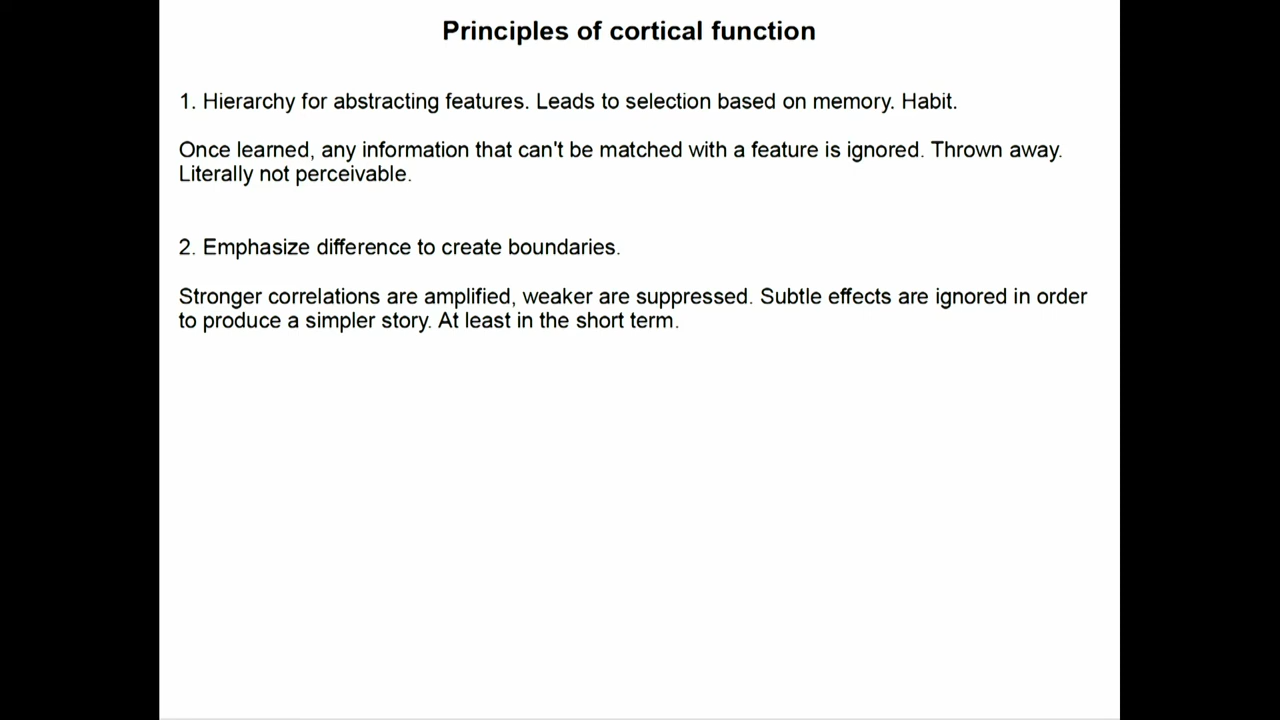 Principles of cortical function
1. Hierarchy for abstracting features. Leads to selection based on memory. Habit.
Once learned, any information that can't be matched with a feature is ignored. Thrown away.
Literally not perceivable.
2. Emphasize difference to create boundaries.
Stronger correlations are amplified, weaker are suppressed. Subtle effects are ignored in order
to produce a simpler story. At least in the short term.